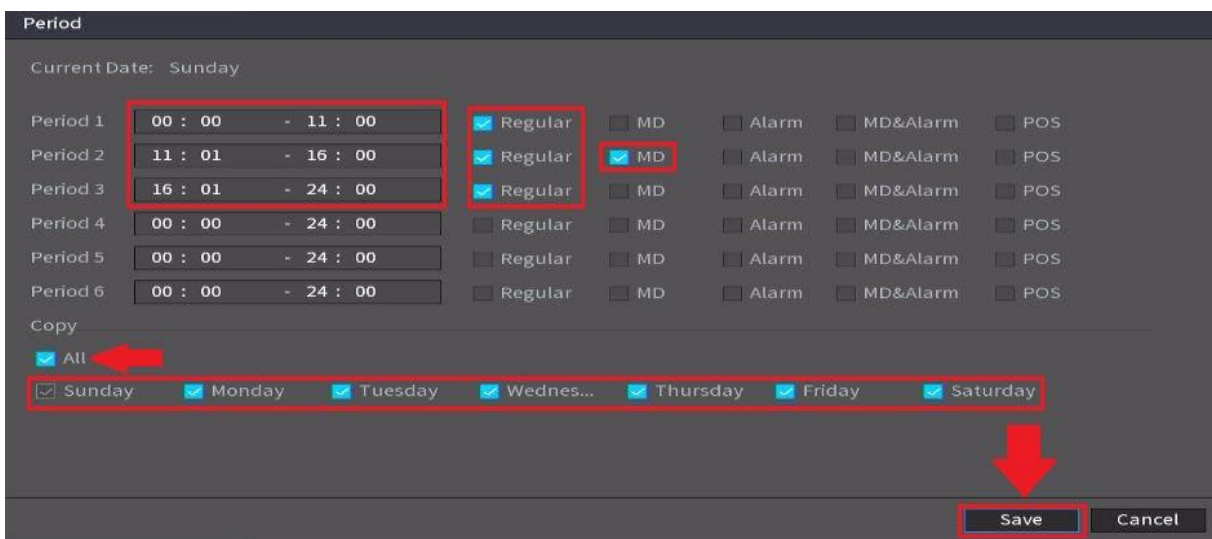 Period
Current Date: Sunday
Period 1 00 : 00 - 11 : 00 Regular MD Alarm MD&Alarm POS
Period 2 11 : 01 - 16 : 00 Regular MD Alarm MD&Alarm POS
Period 3 16 : 01 - 24 : 00 Regular MD Alarm MD&Alarm POS
Period 4 00 : 00 - 24 : 00 Regular MD Alarm MD&Alarm POS
Period 5 00 : 00 - 24 : 00 Regular MD Alarm MD&Alarm POS
Period 6 00 : 00 - 24 : 00 Regular MD Alarm MD&Alarm POS
Copy
All
Sunday Monday Tuesday Wednes... Thursday Friday Saturday
Save Cancel